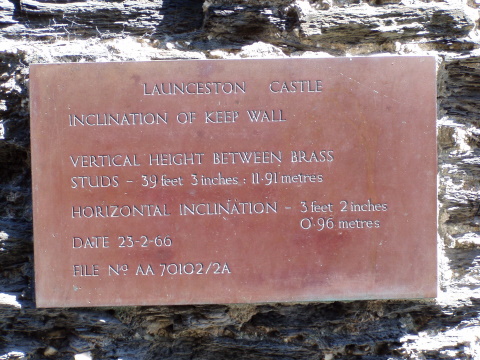 LAUNCESTON CASTLE
INCLINATION OF KEEP WALL
VERTICAL HEIGHT BETWEEN BRASS
STUDS - 39 feet 3 inches : 11·91 metres
HORIZONTAL INCLINATION - 3 feet 2 inches
0·96 metres
DATE 23-2-66
FILE Nº AA 70102/2A